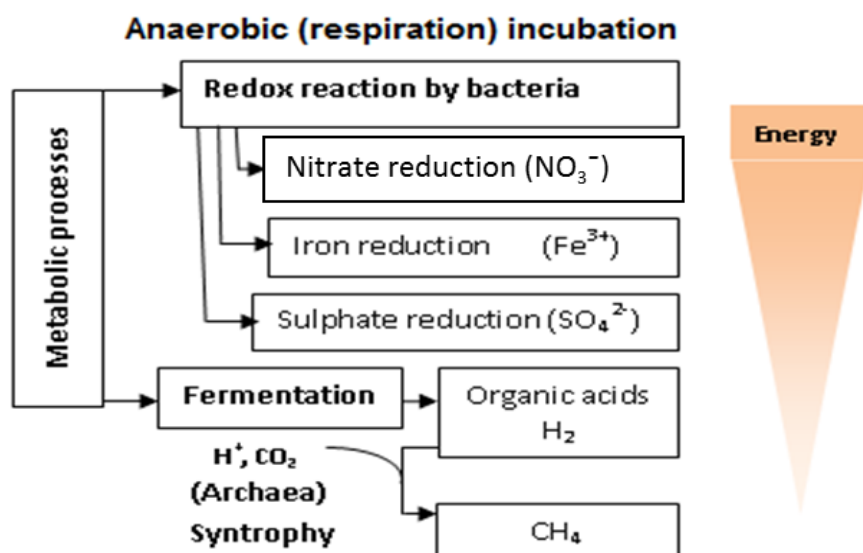 Anaerobic (respiration) incubation
Metabolic processes
Redox reaction by bacteria
Nitrate reduction (NO₃⁻)
Iron reduction (Fe³⁺)
Sulphate reduction (SO₄²⁻)
Fermentation
Organic acids
H₂
H⁺, CO₂
(Archaea)
Syntrophy
CH₄
Energy